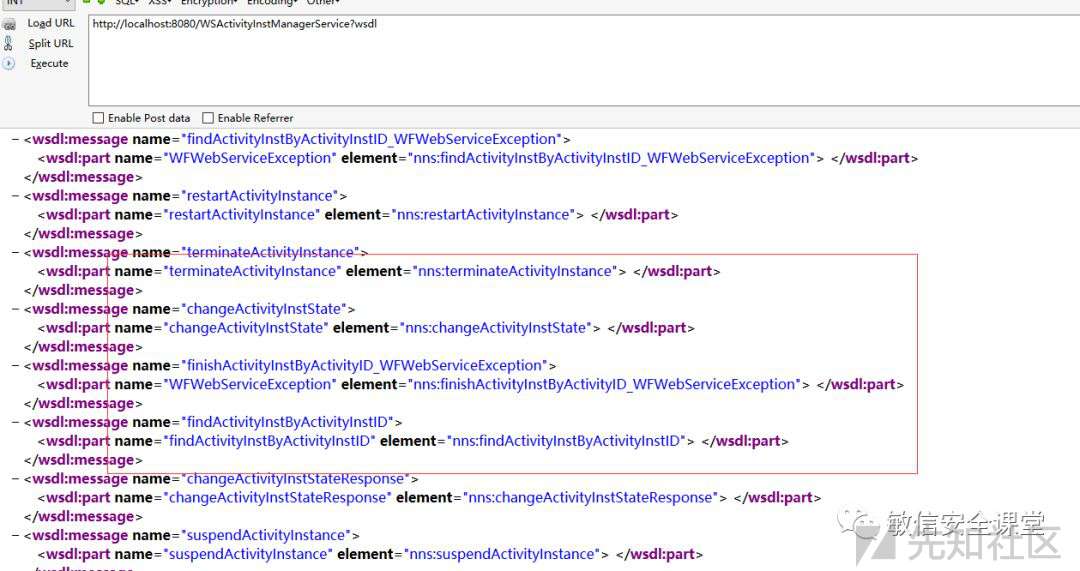 INT SQL XSS Encryption Encoding Other
Load URL http://localhost:8080/WSActivityInstManagerService?wsdl
Split URL
Execute
Enable Post data Enable Referrer
− <wsdl:message name="findActivityInstByActivityInstID_WFWebServiceException">
<wsdl:part name="WFWebServiceException" element="nns:findActivityInstByActivityInstID_WFWebServiceException"> </wsdl:part>
</wsdl:message>
− <wsdl:message name="restartActivityInstance">
<wsdl:part name="restartActivityInstance" element="nns:restartActivityInstance"> </wsdl:part>
</wsdl:message>
− <wsdl:message name="terminateActivityInstance">
<wsdl:part name="terminateActivityInstance" element="nns:terminateActivityInstance"> </wsdl:part>
</wsdl:message>
− <wsdl:message name="changeActivityInstState">
<wsdl:part name="changeActivityInstState" element="nns:changeActivityInstState"> </wsdl:part>
</wsdl:message>
− <wsdl:message name="finishActivityInstByActivityID_WFWebServiceException">
<wsdl:part name="WFWebServiceException" element="nns:finishActivityInstByActivityID_WFWebServiceException"> </wsdl:part>
</wsdl:message>
− <wsdl:message name="findActivityInstByActivityInstID">
<wsdl:part name="findActivityInstByActivityInstID" element="nns:findActivityInstByActivityInstID"> </wsdl:part>
</wsdl:message>
− <wsdl:message name="changeActivityInstStateResponse">
<wsdl:part name="changeActivityInstStateResponse" element="nns:changeActivityInstStateResponse"> </wsdl:part>
</wsdl:message>
− <wsdl:message name="suspendActivityInstance">
<wsdl:part name="suspendActivityInstance" element="nns:suspendActivityInstance"> </wsdl:part>
敏信安全课堂
先知社区